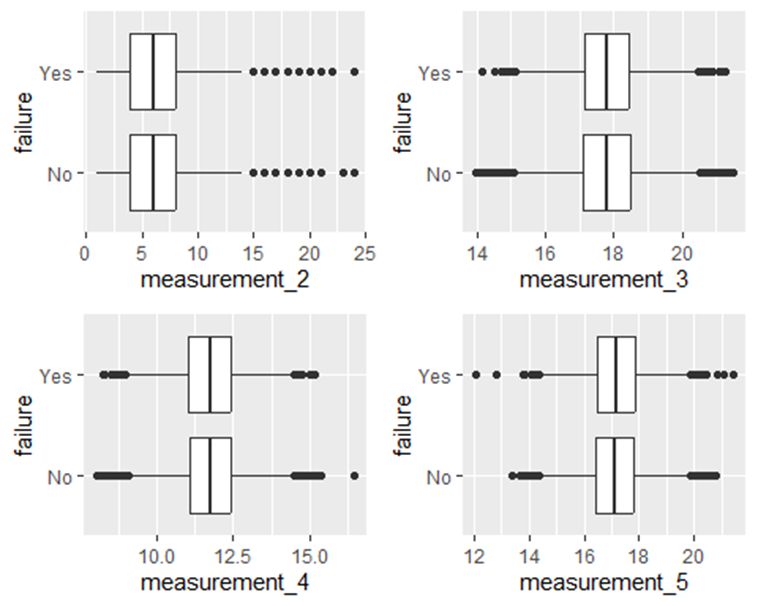 failure
Yes
No
0 5 10 15 20 25
measurement_2
failure
Yes
No
14 16 18 20
measurement_3
failure
Yes
No
10.0 12.5 15.0
measurement_4
failure
Yes
No
12 14 16 18 20
measurement_5